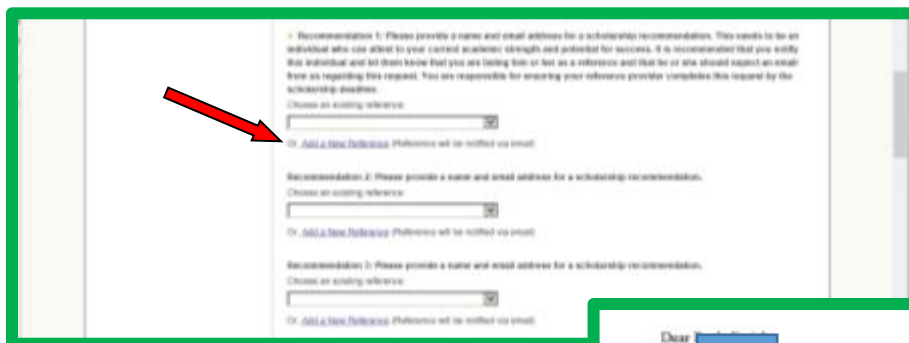 Recommendation 1: Please provide a name and email address for a scholarship recommendation. This needs to be an
individual who can attest to your current academic strength and potential for success. It is recommended that you notify
this individual and let them know that you are listing him or her as a reference and that he or she should expect an email
from us regarding this request. You are responsible for ensuring your reference provider completes this request by the
scholarship deadline.
Choose an existing reference
Or Add a New Reference (Reference will be notified via email)
Recommendation 2: Please provide a name and email address for a scholarship recommendation.
Choose an existing reference
Or Add a New Reference (Reference will be notified via email)
Recommendation 3: Please provide a name and email address for a scholarship recommendation.
Choose an existing reference
Or Add a New Reference (Reference will be notified via email)
Dear